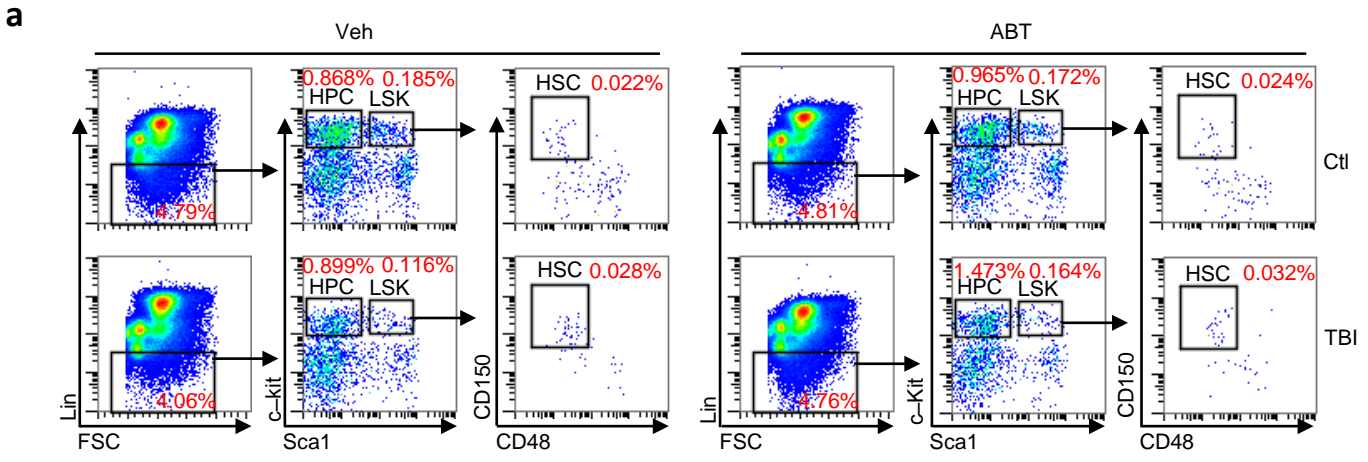 a
Veh
ABT
0.868% 0.185%
HPC LSK
HSC 0.022%
4.79%
0.965% 0.172%
HPC LSK
HSC 0.024%
4.81%
Ctl
0.899% 0.116%
HPC LSK
HSC 0.028%
4.06%
1.473% 0.164%
HPC LSK
HSC 0.032%
4.76%
TBI
Lin
c–Kit
CD150
Lin
c–Kit
CD150
FSC
Sca1
CD48
FSC
Sca1
CD48